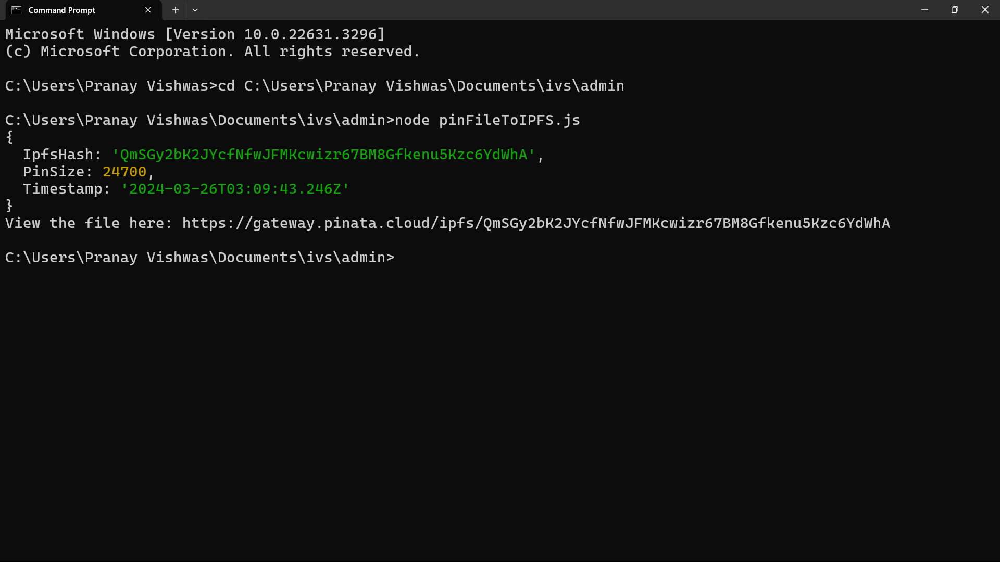 Command Prompt
Microsoft Windows [Version 10.0.22631.3296]
(c) Microsoft Corporation. All rights reserved.
C:\Users\Pranay Vishwas>cd C:\Users\Pranay Vishwas\Documents\ivs\admin
C:\Users\Pranay Vishwas\Documents\ivs\admin>node pinFileToIPFS.js
{
  IpfsHash: 'QmSGy2bK2JYcfNfwJFMKcwizr67BM8Gfkenu5Kzc6YdWhA',
  PinSize: 24700,
  Timestamp: '2024-03-26T03:09:43.246Z'
}
View the file here: https://gateway.pinata.cloud/ipfs/QmSGy2bK2JYcfNfwJFMKcwizr67BM8Gfkenu5Kzc6YdWhA
C:\Users\Pranay Vishwas\Documents\ivs\admin>